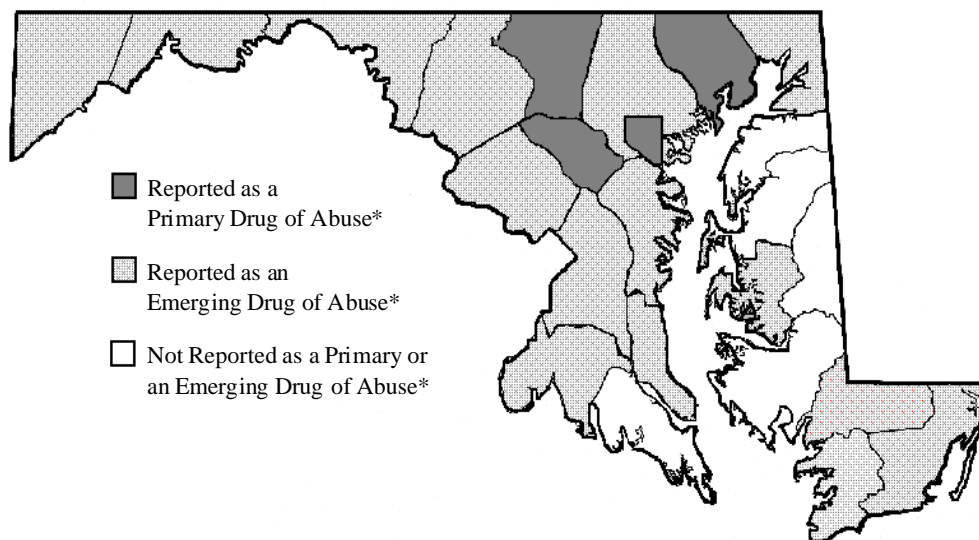 Reported as a
Primary Drug of Abuse*
Reported as an
Emerging Drug of Abuse*
Not Reported as a Primary or
an Emerging Drug of Abuse*